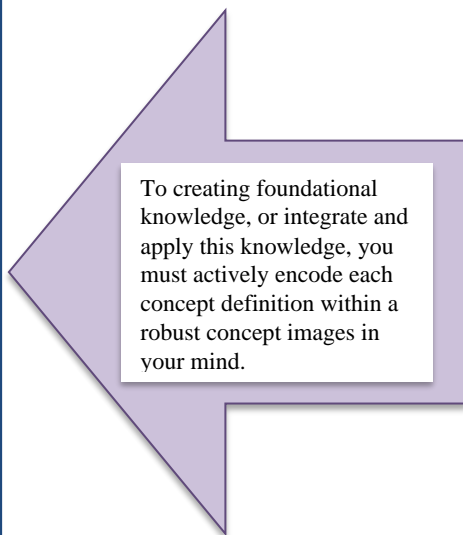 To creating foundational
knowledge, or integrate and
apply this knowledge, you
must actively encode each
concept definition within a
robust concept images in
your mind.